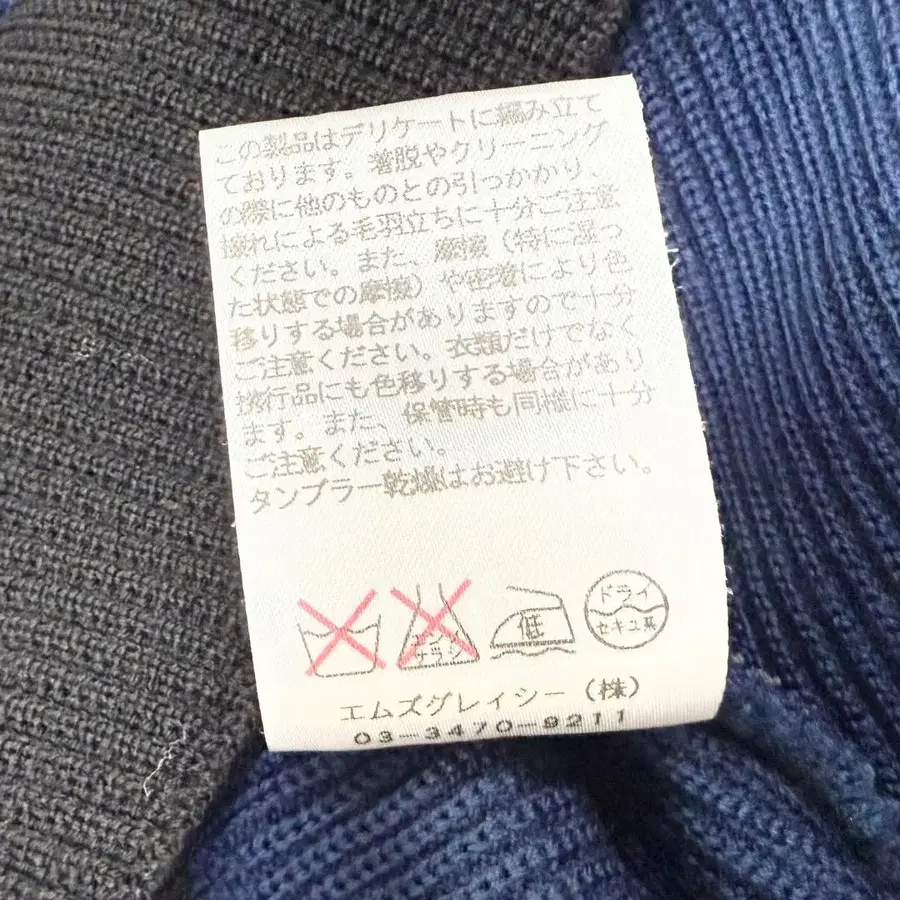 この製品はデリケートに編み立て
ております。着脱やクリーニング
の際に他のものとの引つかかり、
擦れによる毛羽立ちに十分ご注意
ください。また、摩擦（特に湿っ
た状態での摩擦）や密着により色
移りする場合がありますので十分
ご注意ください。衣類だけでなく
携行品にも色移りする場合があり
ます。また、保管時も同様に十分
ご注意ください。
タンブラー乾燥はお避け下さい。
エンソ
サラシ
低
ドライ
セキユ系
エムズグレイシー（株）
03-3470-9211